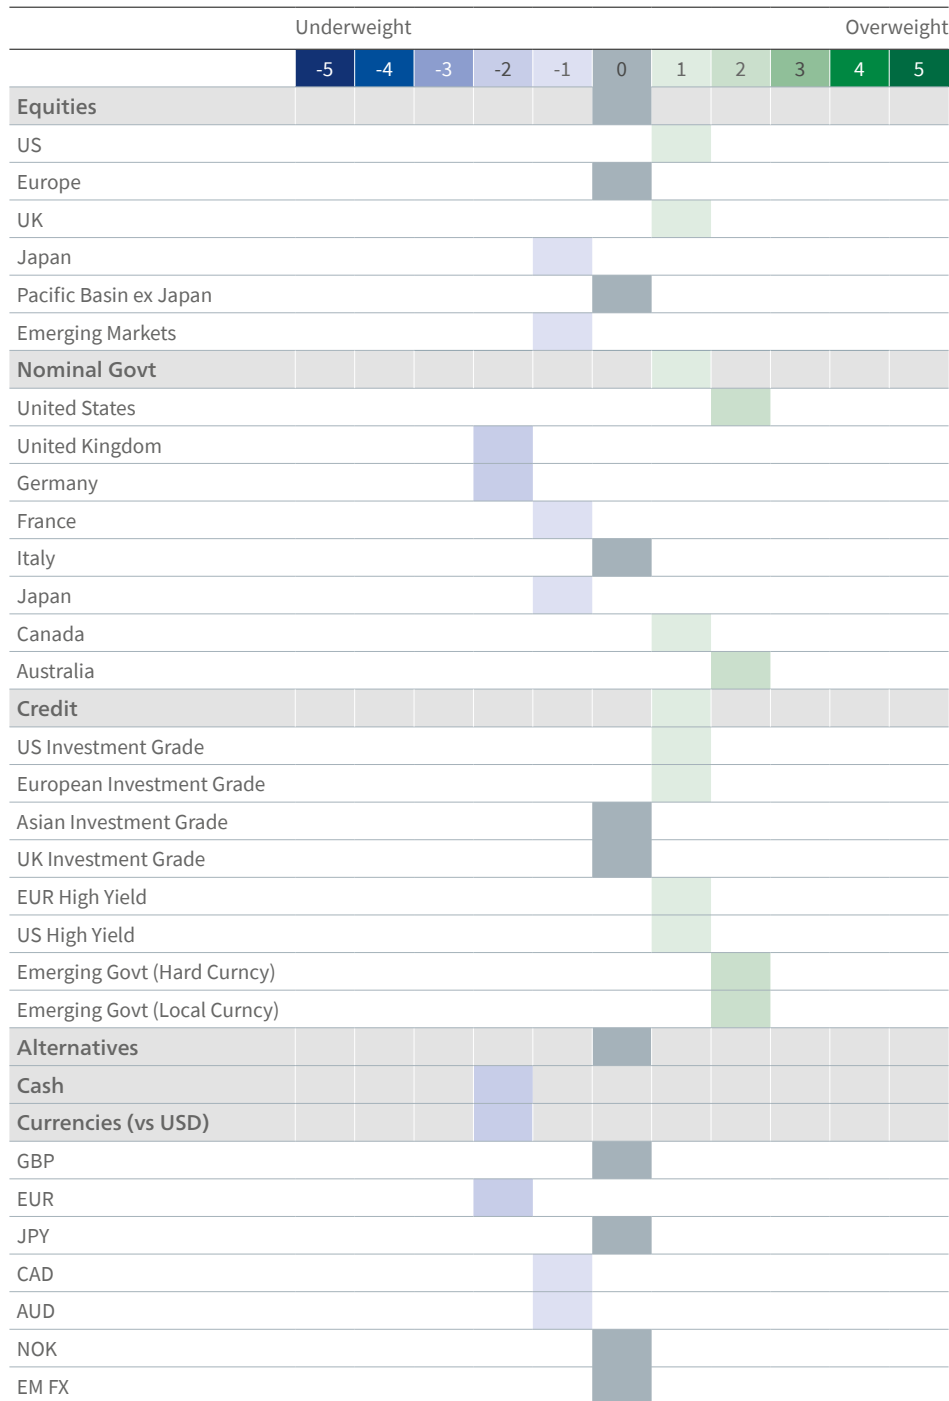 Underweight Overweight
-5 -4 -3 -2 -1 0 1 2 3 4 5
Equities
US
Europe
UK
Japan
Pacific Basin ex Japan
Emerging Markets
Nominal Govt
United States
United Kingdom
Germany
France
Italy
Japan
Canada
Australia
Credit
US Investment Grade
European Investment Grade
Asian Investment Grade
UK Investment Grade
EUR High Yield
US High Yield
Emerging Govt (Hard Curncy)
Emerging Govt (Local Curncy)
Alternatives
Cash
Currencies (vs USD)
GBP
EUR
JPY
CAD
AUD
NOK
EM FX